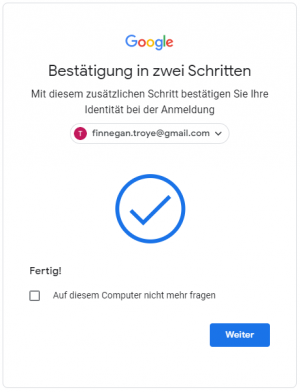 Google
Bestätigung in zwei Schritten
Mit diesem zusätzlichen Schritt bestätigen Sie Ihre
Identität bei der Anmeldung
T finnegan.troye@gmail.com
Fertig!
Auf diesem Computer nicht mehr fragen
Weiter